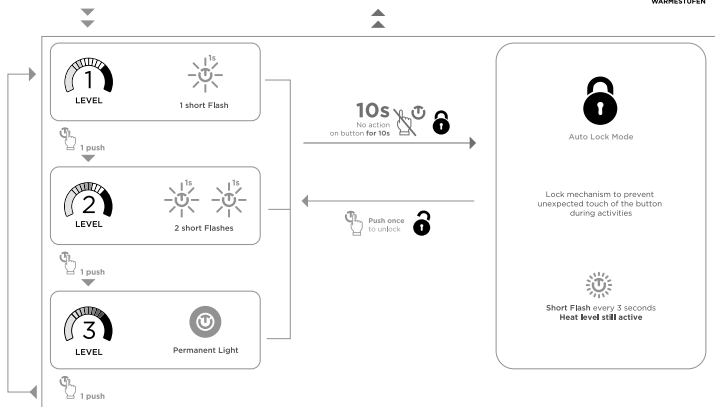 WÄRMESTUFEN
1
LEVEL
1s
1 short Flash
1 push
2
LEVEL
1s 1s
2 short Flashes
1 push
3
LEVEL
Permanent Light
1 push
10s
No action
on button for 10s
Push once
to unlock
Auto Lock Mode
Lock mechanism to prevent
unexpected touch of the button
during activities
Short Flash every 3 seconds
Heat level still active